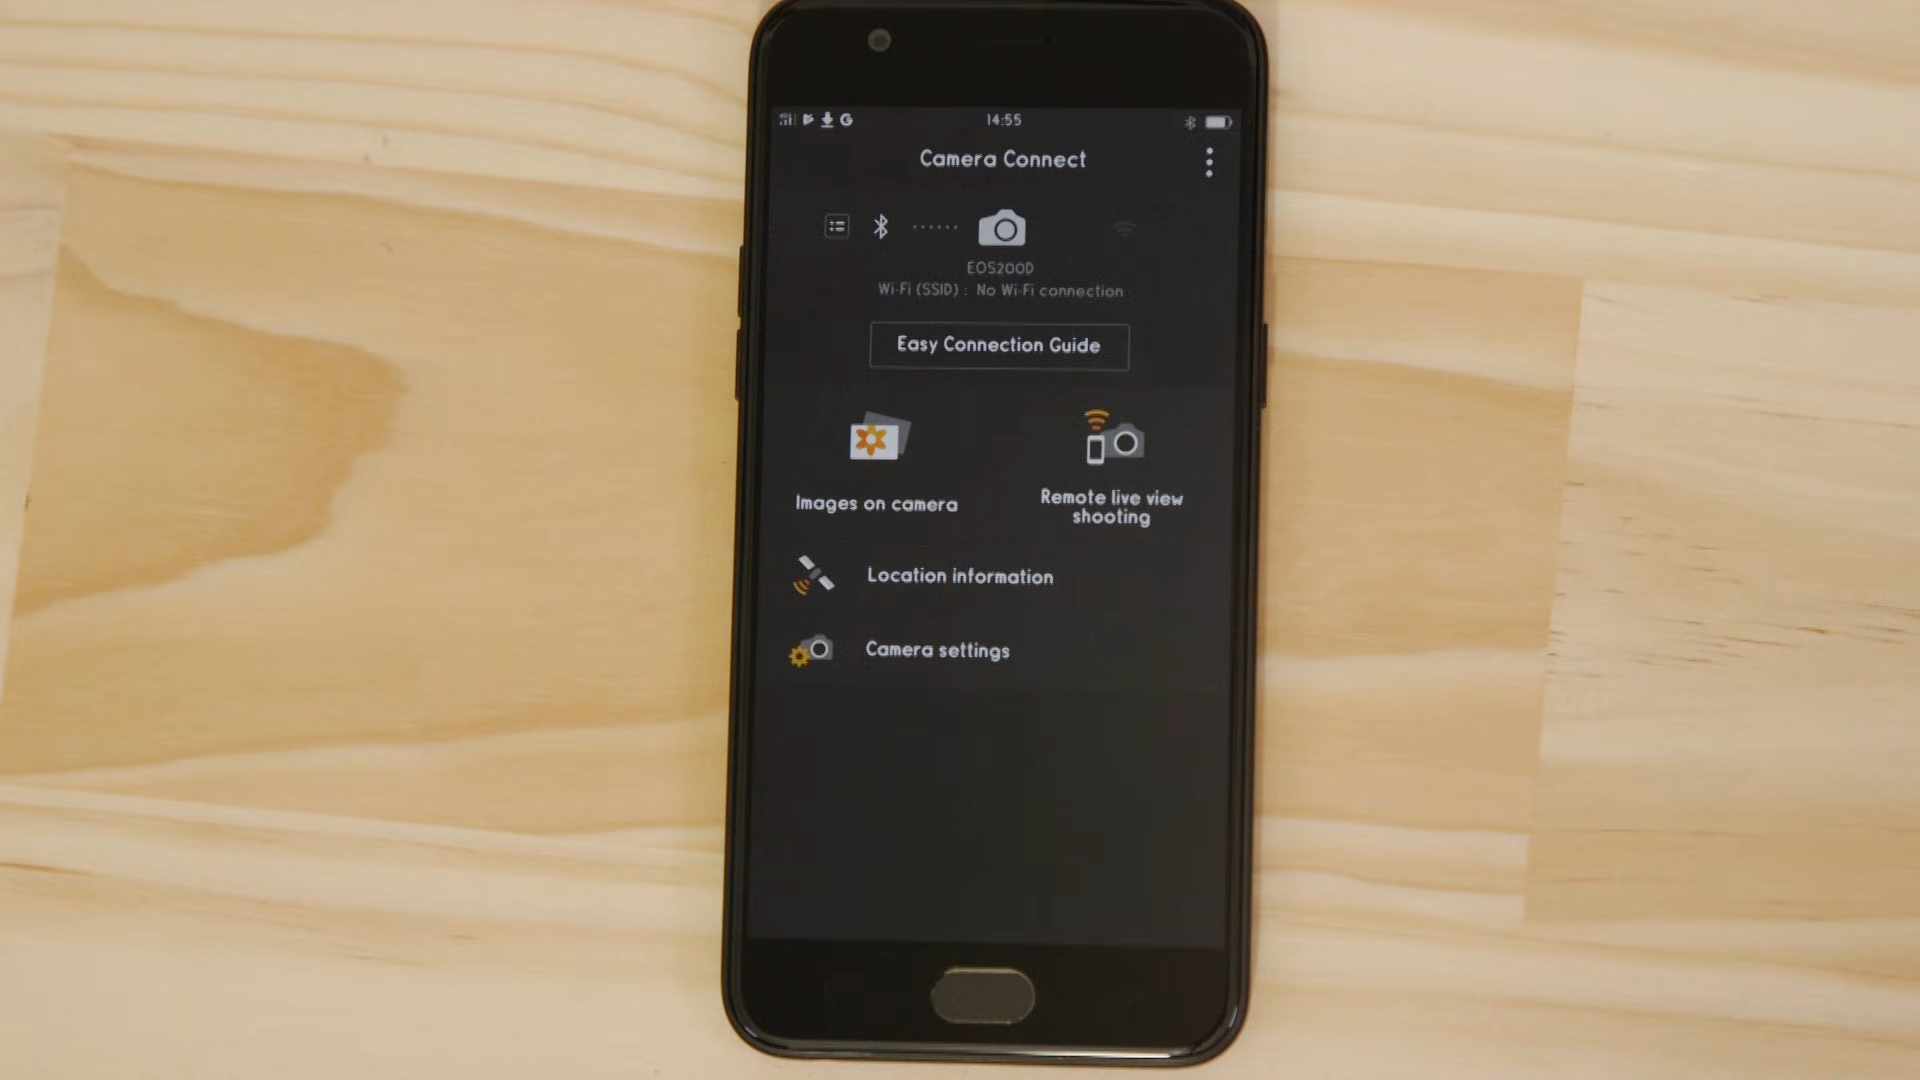 14:55
Camera Connect
EOS200D
Wi-Fi (SSID) : No Wi-Fi connection
Easy Connection Guide
Images on camera
Remote live view
shooting
Location information
Camera settings